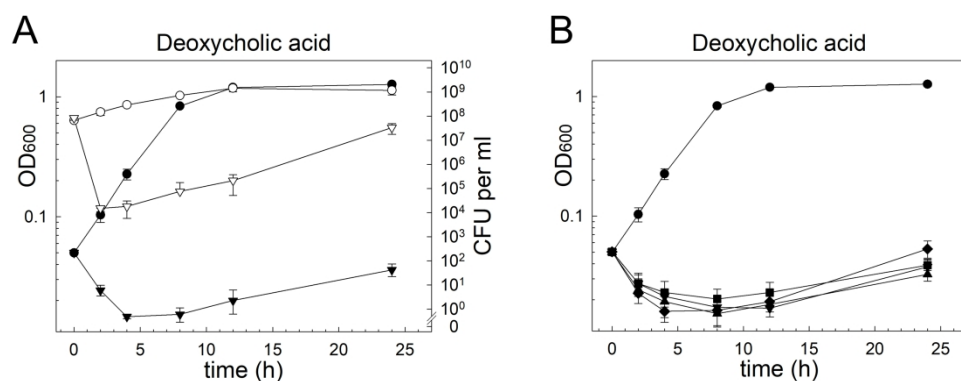 A
Deoxycholic acid
1
0.1
OD600
10^10
10^9
10^8
10^7
10^6
10^5
10^4
10^3
10^2
10^1
10^0
0
CFU per ml
0 5 10 15 20 25
time (h)
B
Deoxycholic acid
1
0.1
OD600
0 5 10 15 20 25
time (h)